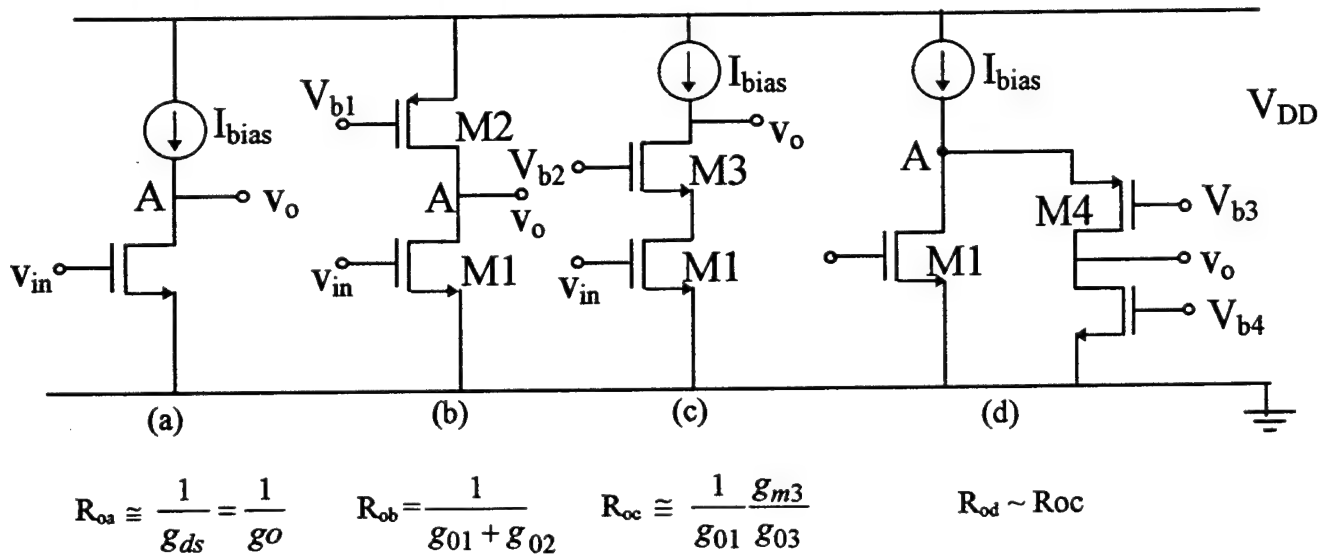 I_bias
I_bias
I_bias
V_DD
V_b1
M2
V_b2
M3
v_o
A
M4
V_b3
A
v_o
A
v_o
v_in
v_in
M1
v_in
M1
M1
v_o
V_b4
(a)
(b)
(c)
(d)
R_oa ≅ 1/g_ds = 1/go
R_ob = 1/(g_01 + g_02)
R_oc ≅ 1/g_01 g_m3/g_03
R_od ~ Roc